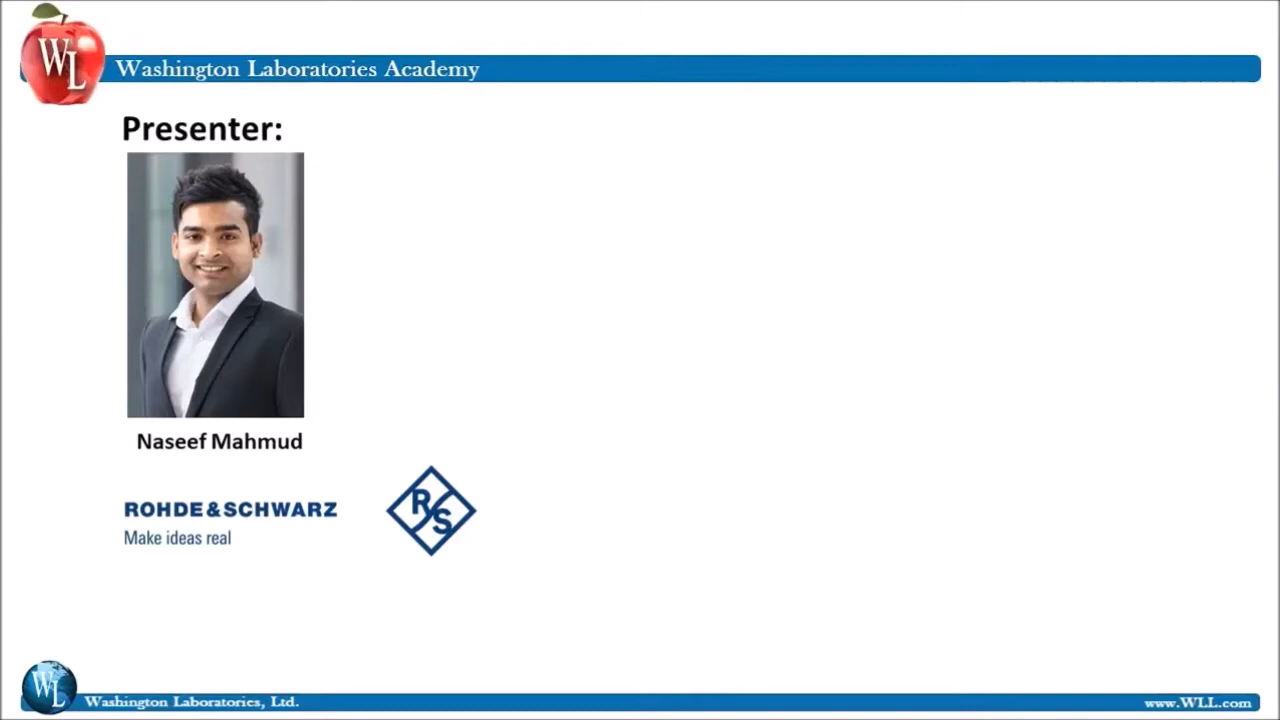 WL
Washington Laboratories Academy
Presenter:
Naseef Mahmud
ROHDE & SCHWARZ
Make ideas real
R S
WL
Washington Laboratories, Ltd.
www.WLL.com